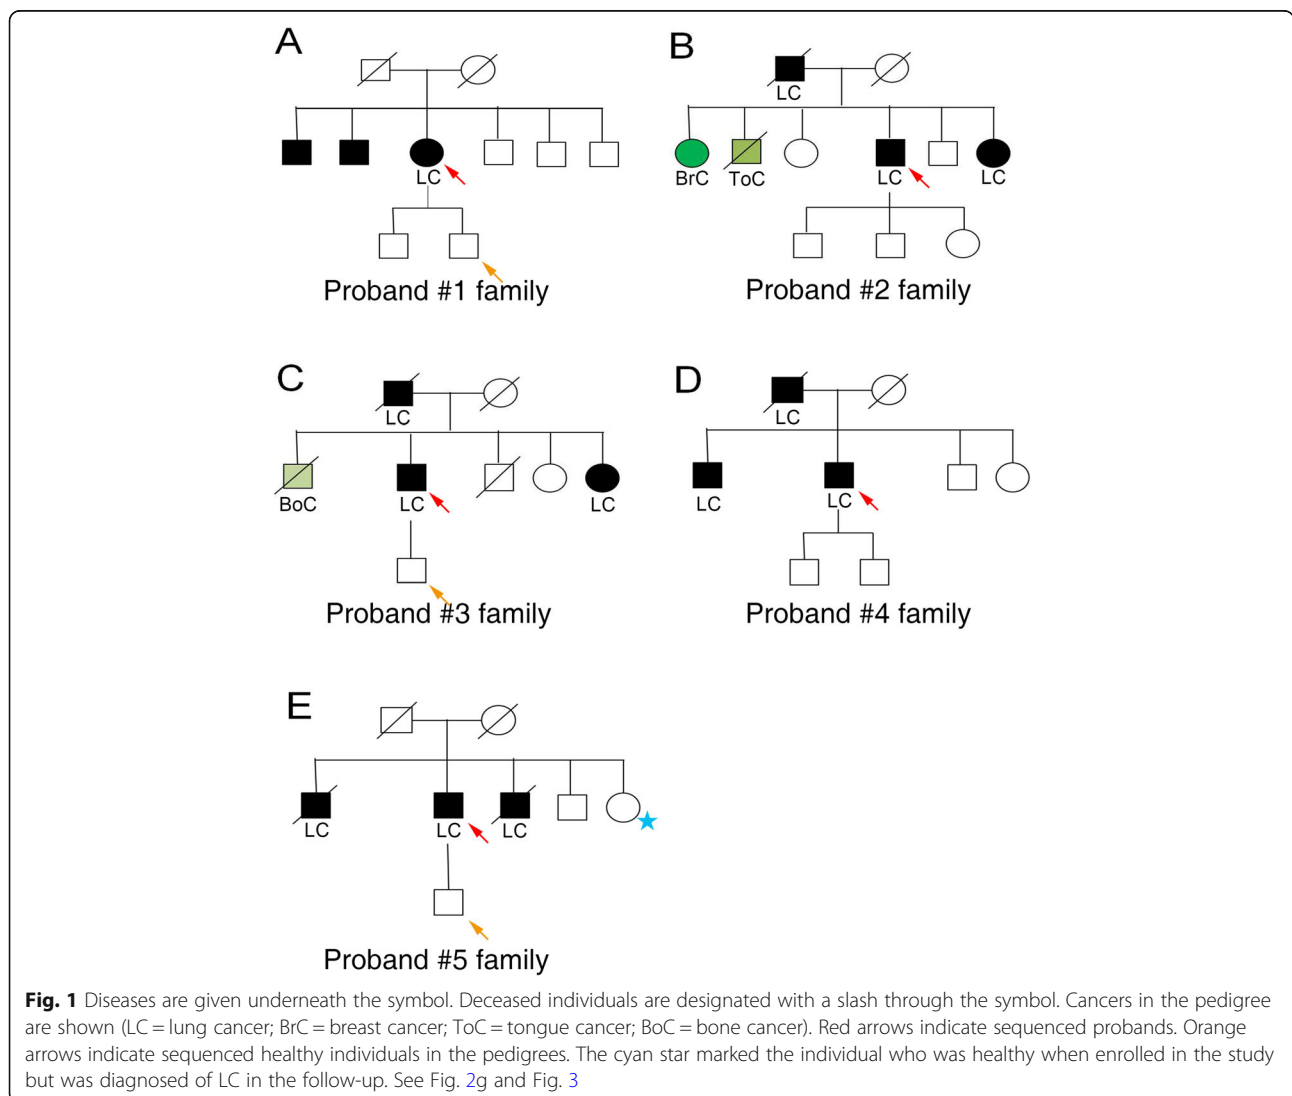 A
B
LC
BrC
ToC
LC
LC
LC
Proband #1 family
Proband #2 family
C
D
LC
LC
BoC
LC
LC
LC
LC
Proband #3 family
Proband #4 family
E
LC
LC
LC
Proband #5 family
Fig. 1 Diseases are given underneath the symbol. Deceased individuals are designated with a slash through the symbol. Cancers in the pedigree
are shown (LC = lung cancer; BrC = breast cancer; ToC = tongue cancer; BoC = bone cancer). Red arrows indicate sequenced probands. Orange
arrows indicate sequenced healthy individuals in the pedigrees. The cyan star marked the individual who was healthy when enrolled in the study
but was diagnosed of LC in the follow-up. See Fig. 2g and Fig. 3